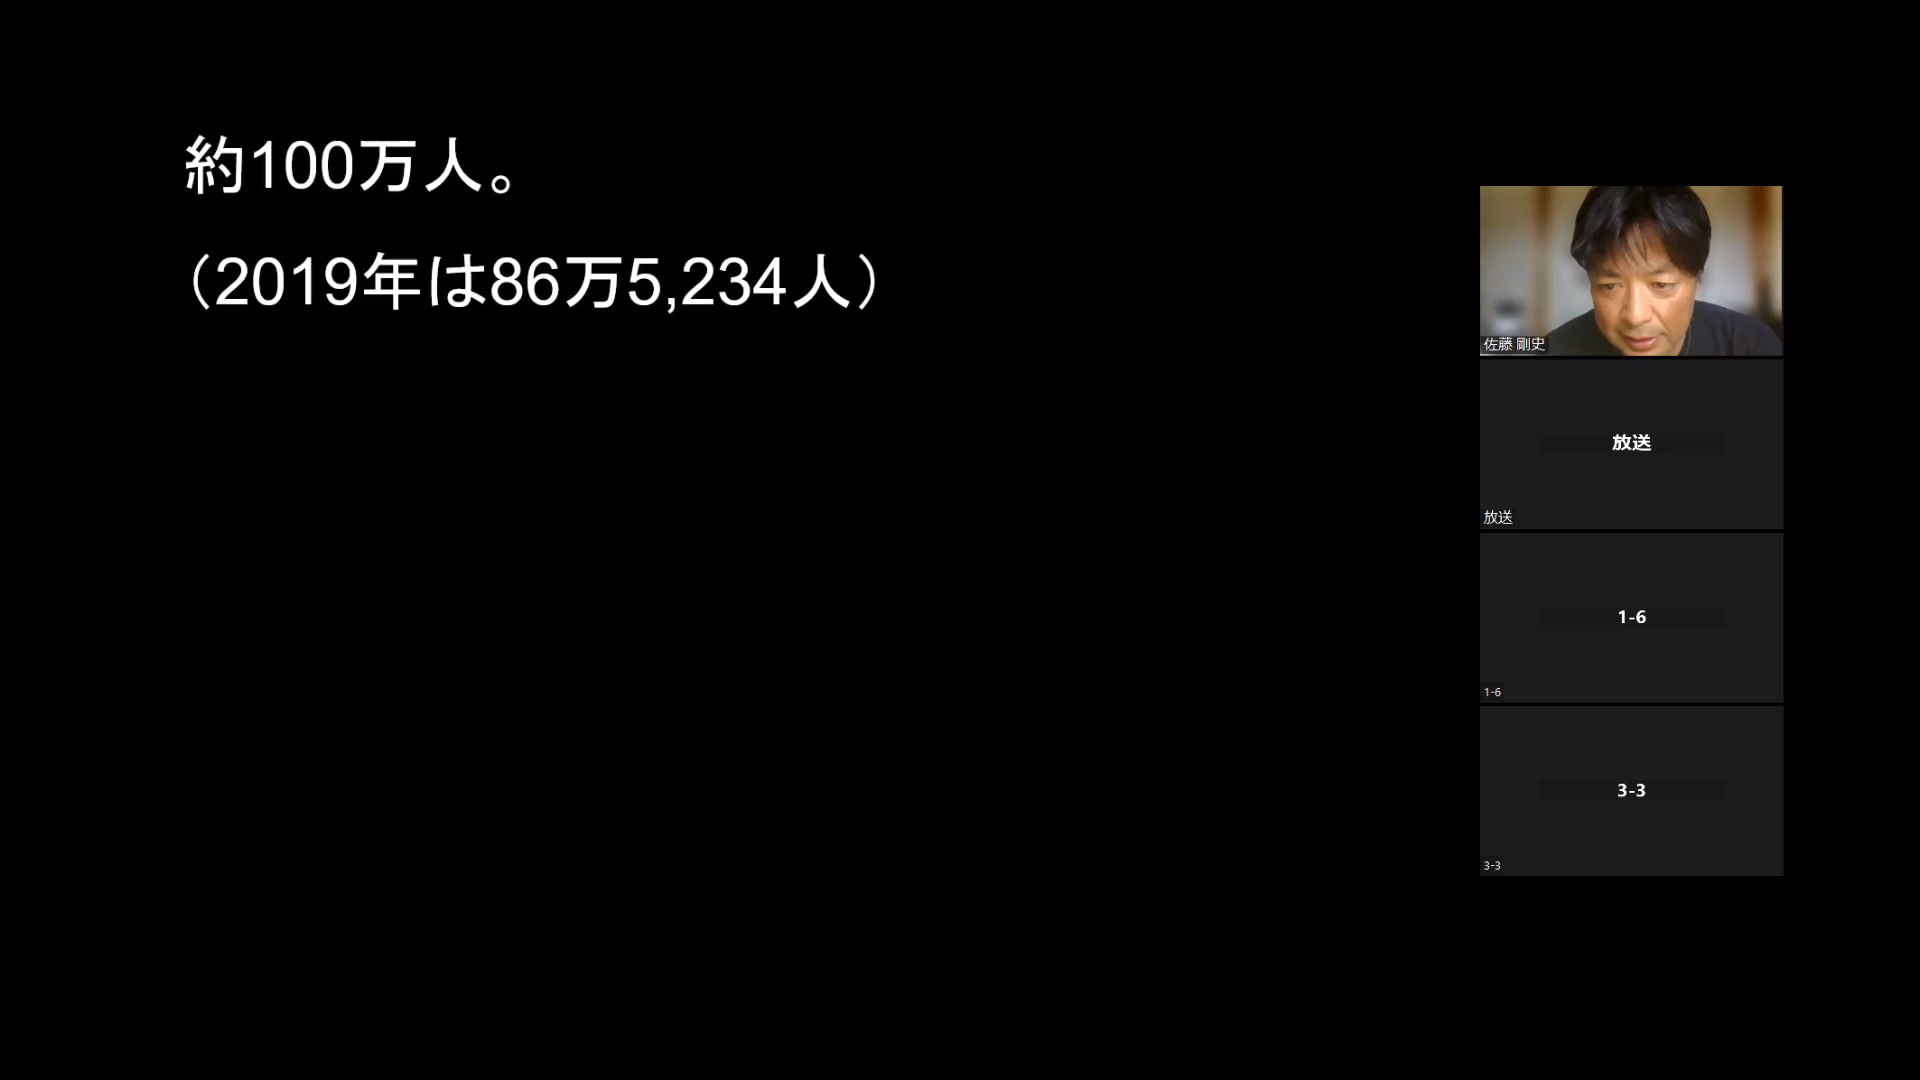 約100万人。
（2019年は86万5,234人）
佐藤 剛史
放送
放送
1-6
1-6
3-3
3-3